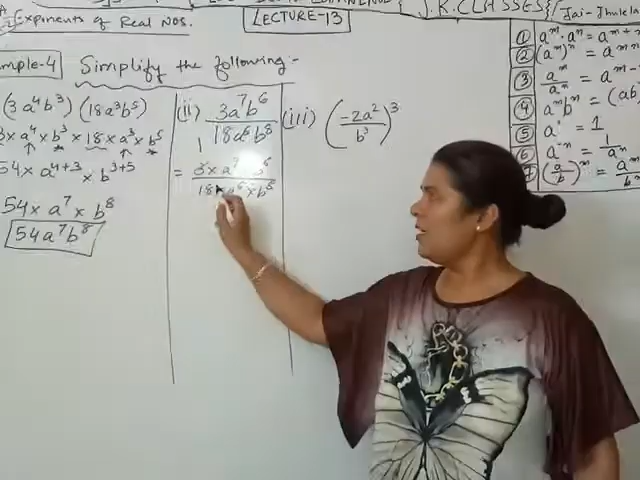 Exponents of Real Nos.
LECTURE-13
J.K. CLASSES
Jai-Jhulela
mple-4 Simplify the following:-
(3a⁴b³)(18a³b⁵)
3×a⁴×b³×18×a³×b⁵
54×a⁴⁺³×b³⁺⁵
54×a⁷×b⁸
54a⁷b⁸
(ii) 3a⁷b⁶
18a⁶b⁸
= 3×a⁷ b⁶
18×a⁶×b⁸
(iii) (-2a²/b³)³
① aᵐ.aⁿ = aᵐ⁺
② (aᵐ)ⁿ = aᵐⁿ
③ aᵐ/aⁿ = aᵐ⁻
④ aᵐbᵐ = (ab)
⑤ a° = 1
⑥ a⁻ⁿ = 1/aⁿ
(a/b)ᵐ = aᵐ/bᵐ